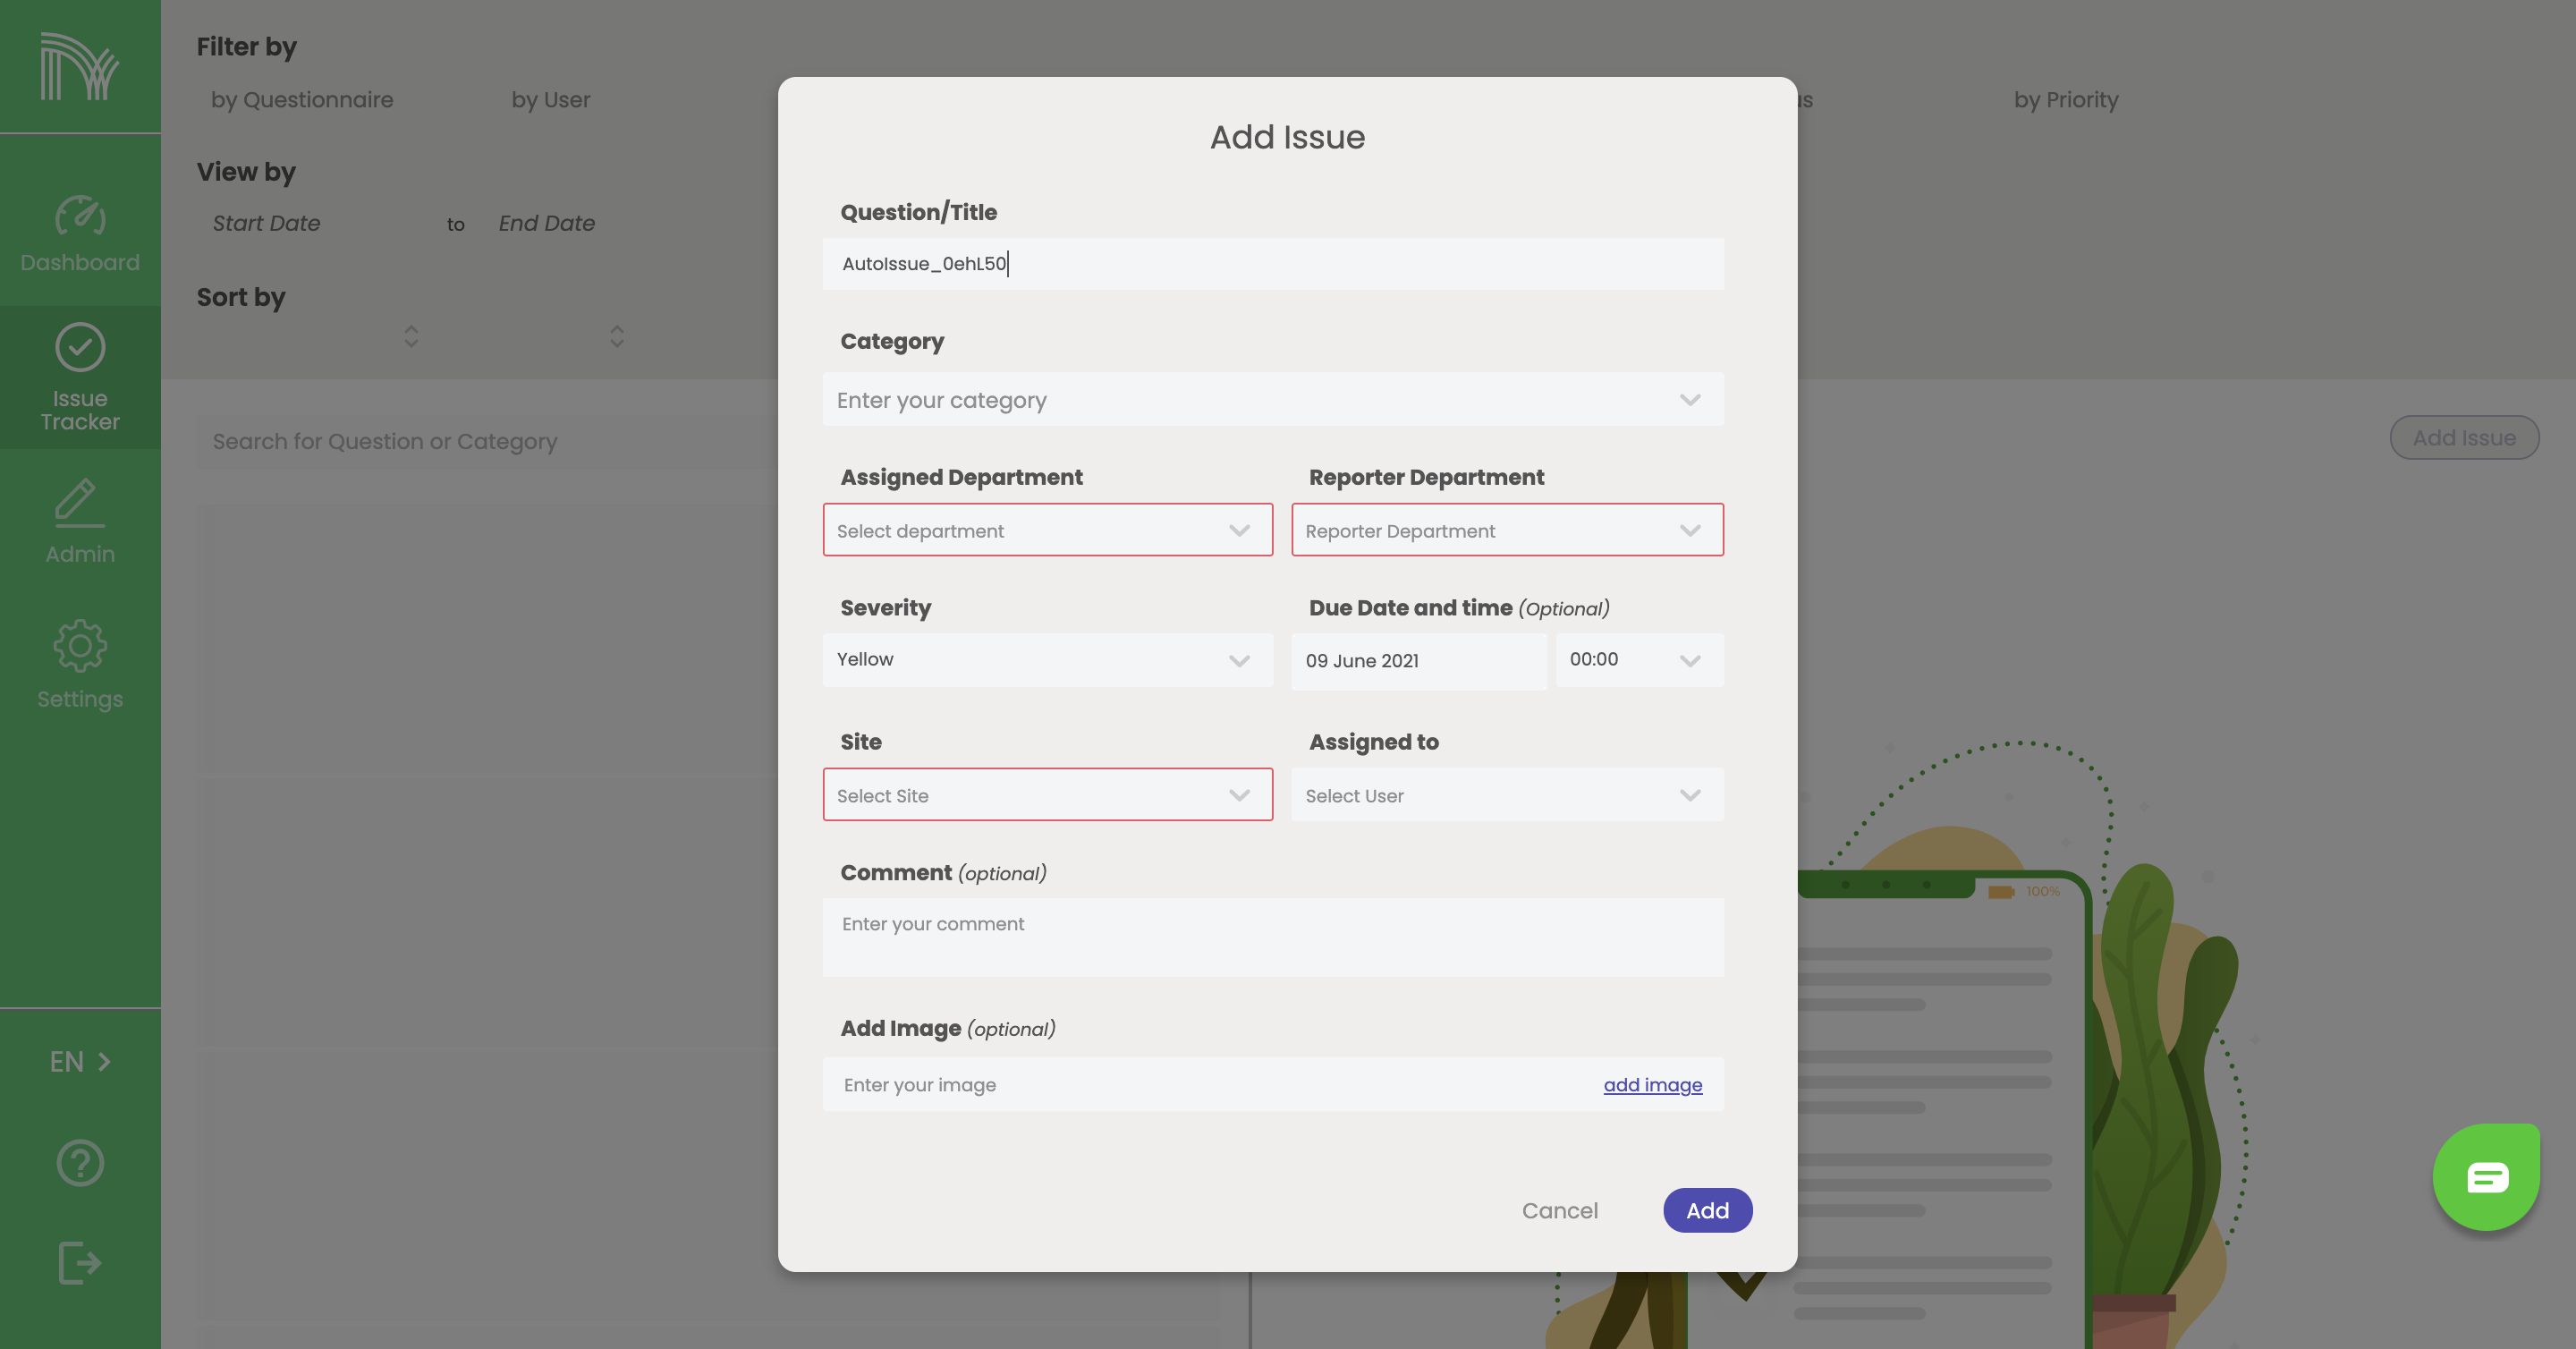 Filter by
by Questionnaire
by User
by Priority
View by
Start Date
to
End Date
Sort by
Dashboard
Issue
Tracker
Admin
Settings
EN
Search for Question or Category
Add Issue
Add Issue
Question/Title
AutoIssue_0ehL50
Category
Enter your category
Assigned Department
Reporter Department
Select department
Reporter Department
Severity
Due Date and time (Optional)
Yellow
09 June 2021
00:00
Site
Assigned to
Select Site
Select User
Comment (optional)
Enter your comment
Add Image (optional)
Enter your image
add image
Cancel
Add
100%